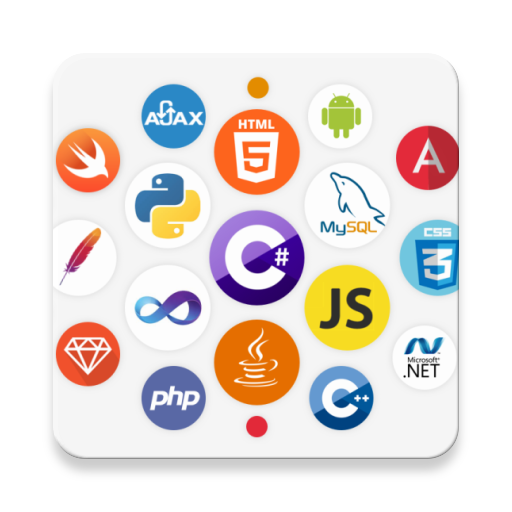 AJAX
HTML
5
A
MySQL
CSS
3
C#
JS
Microsoft®
.NET
php
C++